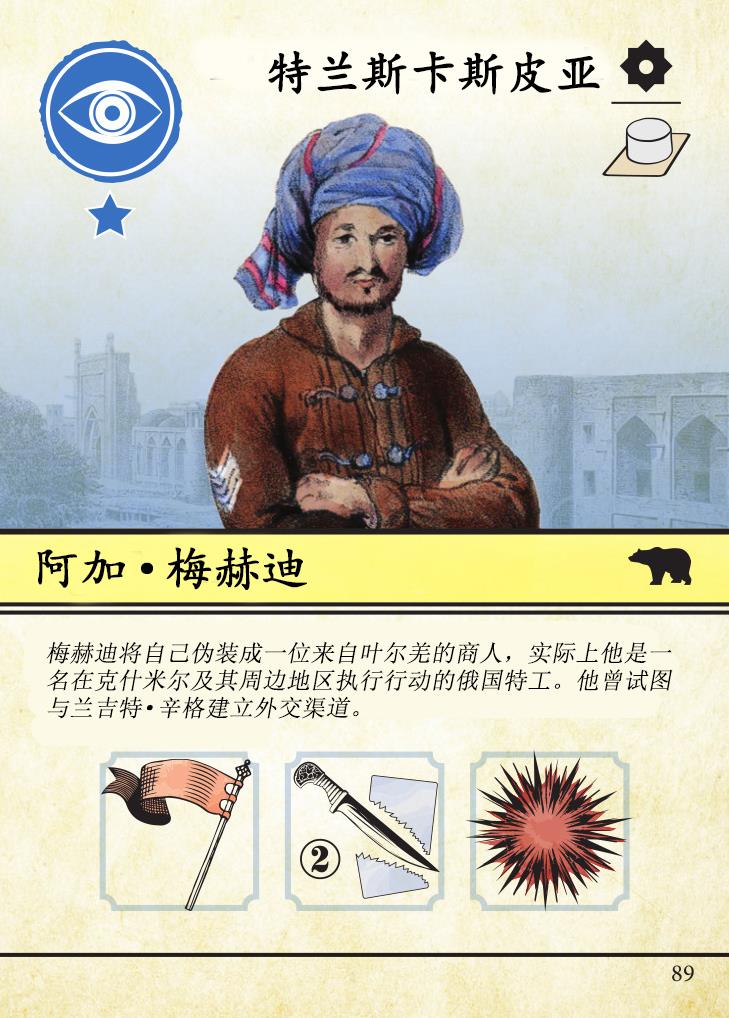 特兰斯卡斯皮亚
阿加•梅赫迪
梅赫迪将自己伪装成一位来自叶尔羌的商人，实际上他是一
名在克什米尔及其周边地区执行行动的俄国特工。他曾试图
与兰吉特•辛格建立外交渠道。
②
89